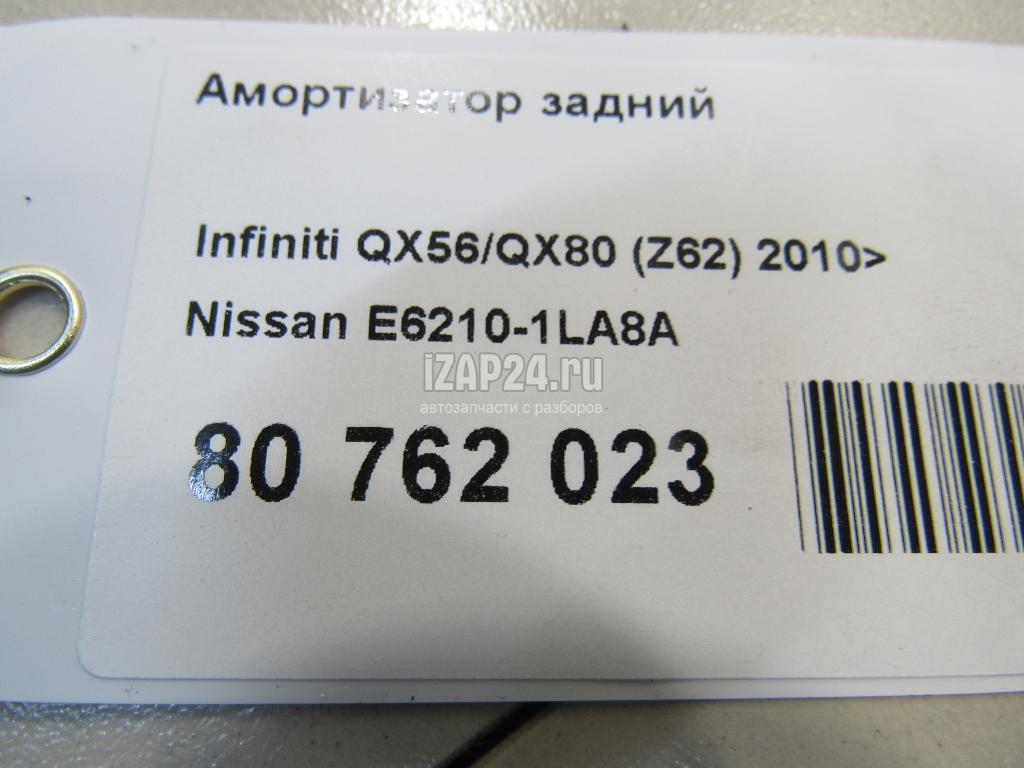 Амортизатор задний
Infiniti QX56/QX80 (Z62) 2010>
Nissan E6210-1LA8A
iZAP24.ru
автозапчасти с разборов
80 762 023